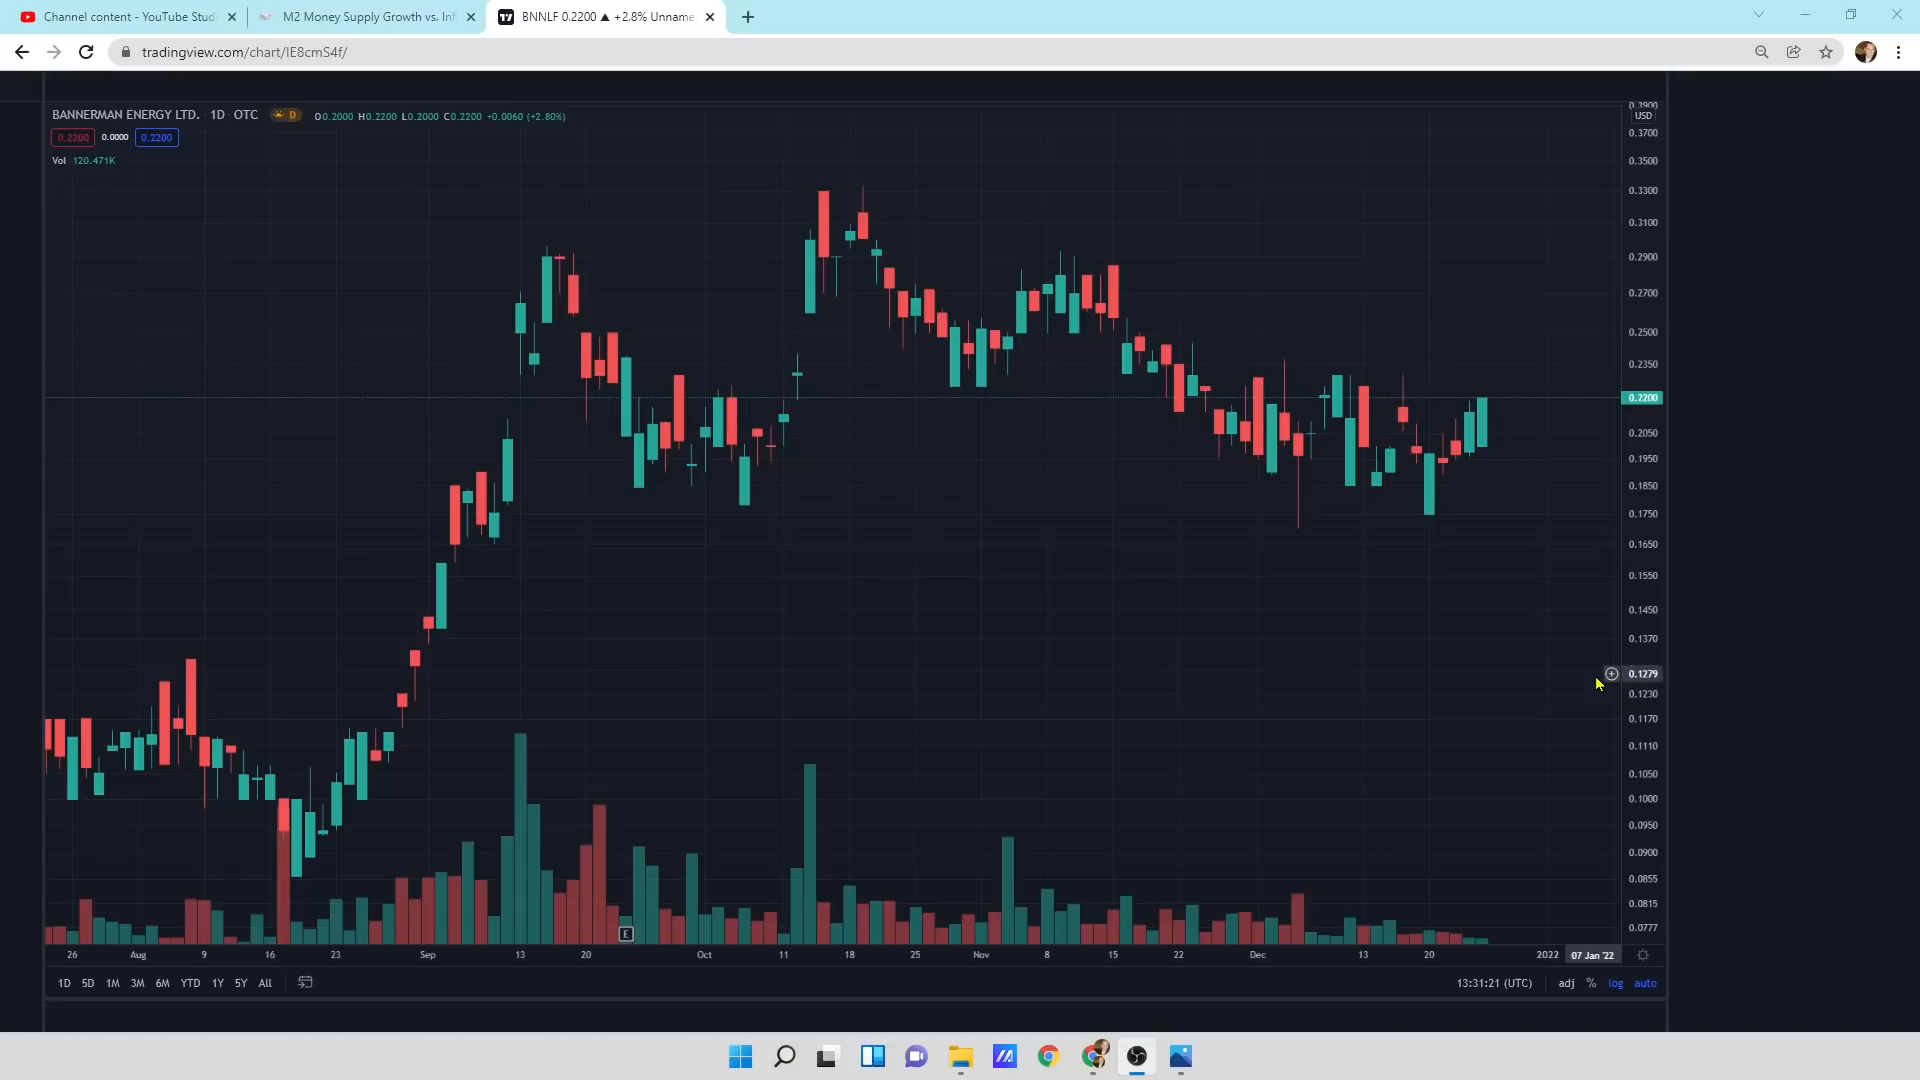 Channel content - YouTube Stud
M2 Money Supply Growth vs. Inf
BNNLF 0.2200 ▲ +2.8% Unname
tradingview.com/chart/IE8cmS4f/
BANNERMAN ENERGY LTD. · 1D · OTC D O0.2000 H0.2200 L0.2000 C0.2200 +0.0060 (+2.80%)
0.2200 0.0000 0.2200
Vol 120.471K
0.3900
USD
0.3700
0.3500
0.3300
0.3100
0.2900
0.2700
0.2500
0.2350
0.2200
0.2050
0.1950
0.1850
0.1750
0.1650
0.1550
0.1450
0.1370
0.1279
0.1230
0.1170
0.1110
0.1050
0.1000
0.0950
0.0900
0.0855
0.0815
0.0777
E
26 Aug 9 16 23 Sep 13 20 Oct 11 18 25 Nov 8 15 22 Dec 13 20 2022 07 Jan '22
1D 5D 1M 3M 6M YTD 1Y 5Y All 13:31:21 (UTC) adj % log auto